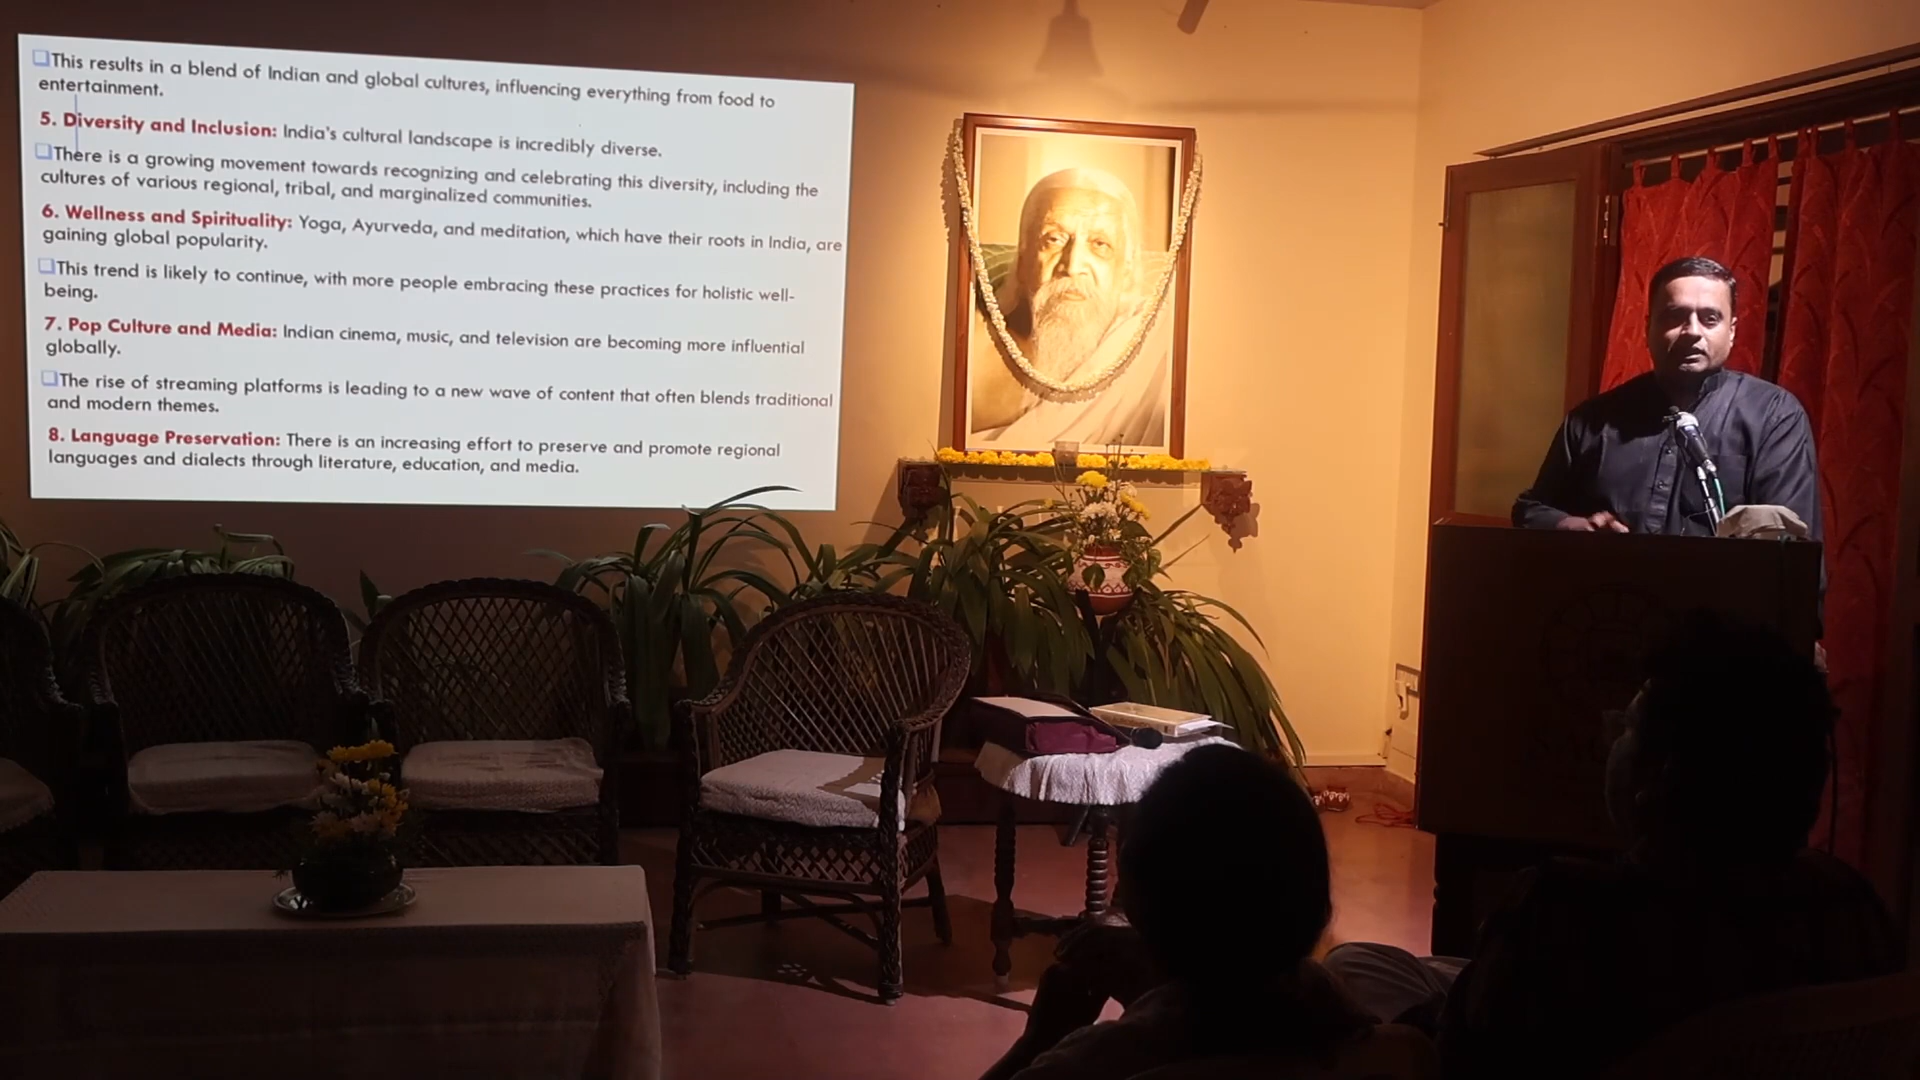 This results in a blend of Indian and global cultures, influencing everything from food to
entertainment.
5. Diversity and Inclusion: India's cultural landscape is incredibly diverse.
There is a growing movement towards recognizing and celebrating this diversity, including the
cultures of various regional, tribal, and marginalized communities.
6. Wellness and Spirituality: Yoga, Ayurveda, and meditation, which have their roots in India, are
gaining global popularity.
This trend is likely to continue, with more people embracing these practices for holistic well-
being.
7. Pop Culture and Media: Indian cinema, music, and television are becoming more influential
globally.
The rise of streaming platforms is leading to a new wave of content that often blends traditional
and modern themes.
8. Language Preservation: There is an increasing effort to preserve and promote regional
languages and dialects through literature, education, and media.